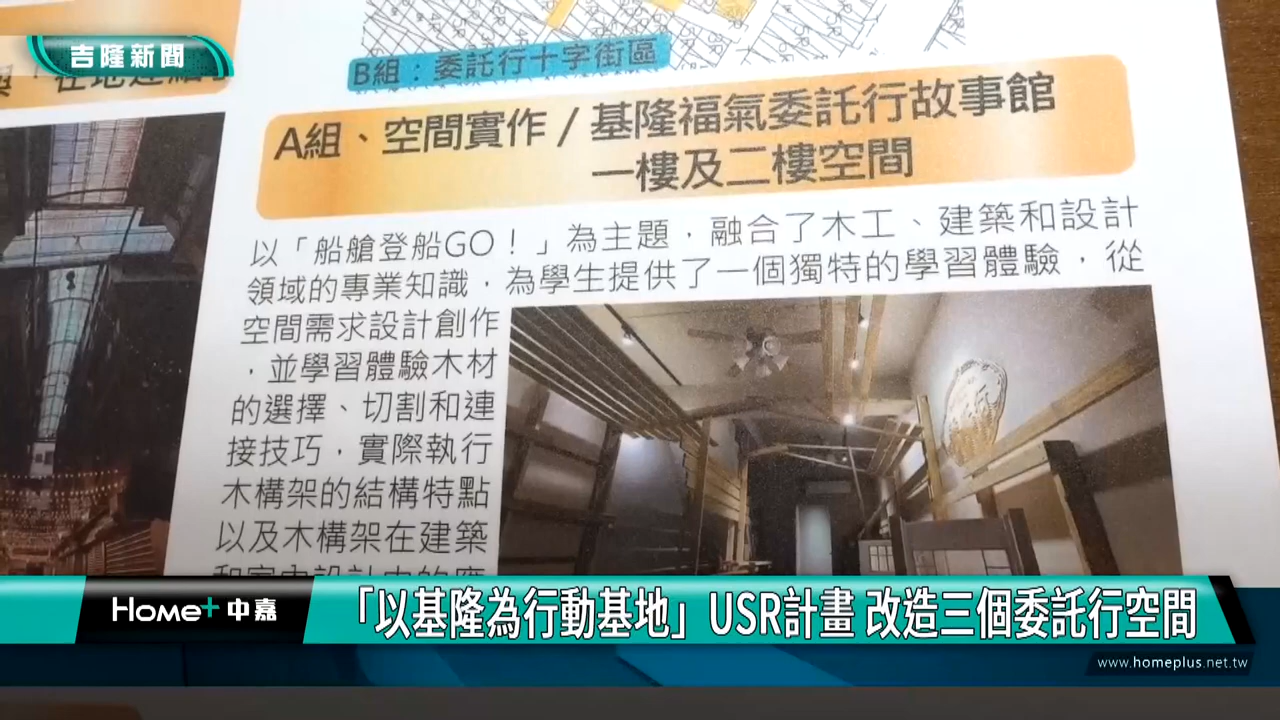 吉隆新聞
B組：委託行十字街區
A組、空間實作／基隆福氣委託行故事館
一樓及二樓空間
以「船艙登船GO！」為主題，融合了木工、建築和設計
領域的專業知識，為學生提供了一個獨特的學習體驗，從
空間需求設計創作
，並學習體驗木材
的選擇、切割和連
接技巧，實際執行
木構架的結構特點
以及木構架在建築
Home+中嘉
「以基隆為行動基地」USR計畫 改造三個委託行空間
www.homeplus.net.tw